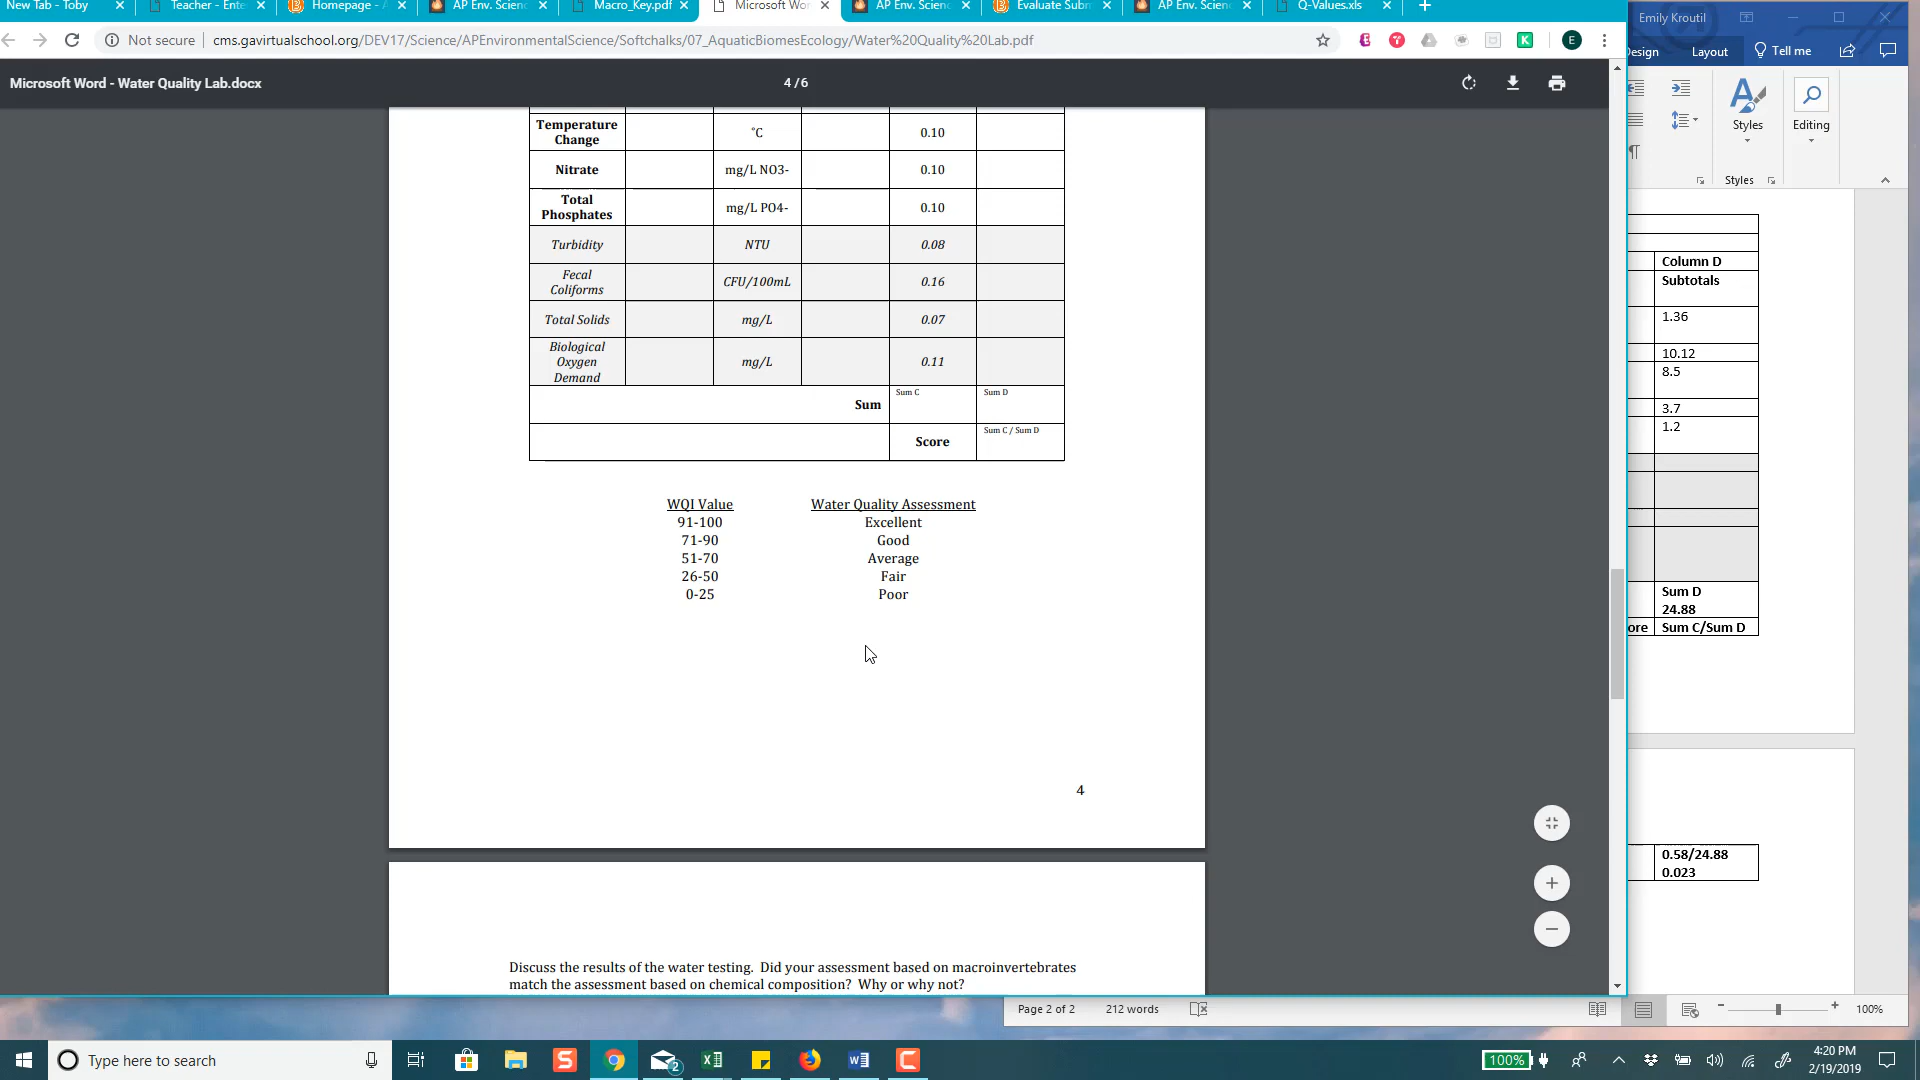 New Tab - Toby
Teacher - Ente
Homepage - A
AP Env. Scienc
Macro_Key.pdf
Microsoft Wor
AP Env. Scienc
Evaluate Subm
AP Env. Scienc
Q-Values.xls
Emily Kroutil
Not secure
cms.gavirtualschool.org/DEV17/Science/APEnvironmentalScience/Softchalks/07_AquaticBiomesEcology/Water%20Quality%20Lab.pdf
Design
Layout
Tell me
Microsoft Word - Water Quality Lab.docx
4 / 6
Styles
Editing
Styles
Temperature
Change
˚C
0.10
Nitrate
mg/L NO3-
0.10
Total
Phosphates
mg/L PO4-
0.10
Turbidity
NTU
0.08
Fecal
Coliforms
CFU/100mL
0.16
Total Solids
mg/L
0.07
Biological
Oxygen
Demand
mg/L
0.11
Sum
Sum C
Sum D
Score
Sum C / Sum D
WQI Value
Water Quality Assessment
91-100
Excellent
71-90
Good
51-70
Average
26-50
Fair
0-25
Poor
4
Discuss the results of the water testing.  Did your assessment based on macroinvertebrates
match the assessment based on chemical composition?  Why or why not?
Column D
Subtotals
1.36
10.12
8.5
3.7
1.2
Sum D
24.88
ore
Sum C/Sum D
0.58/24.88
0.023
Page 2 of 2
212 words
100%
Type here to search
2
100%
4:20 PM
2/19/2019